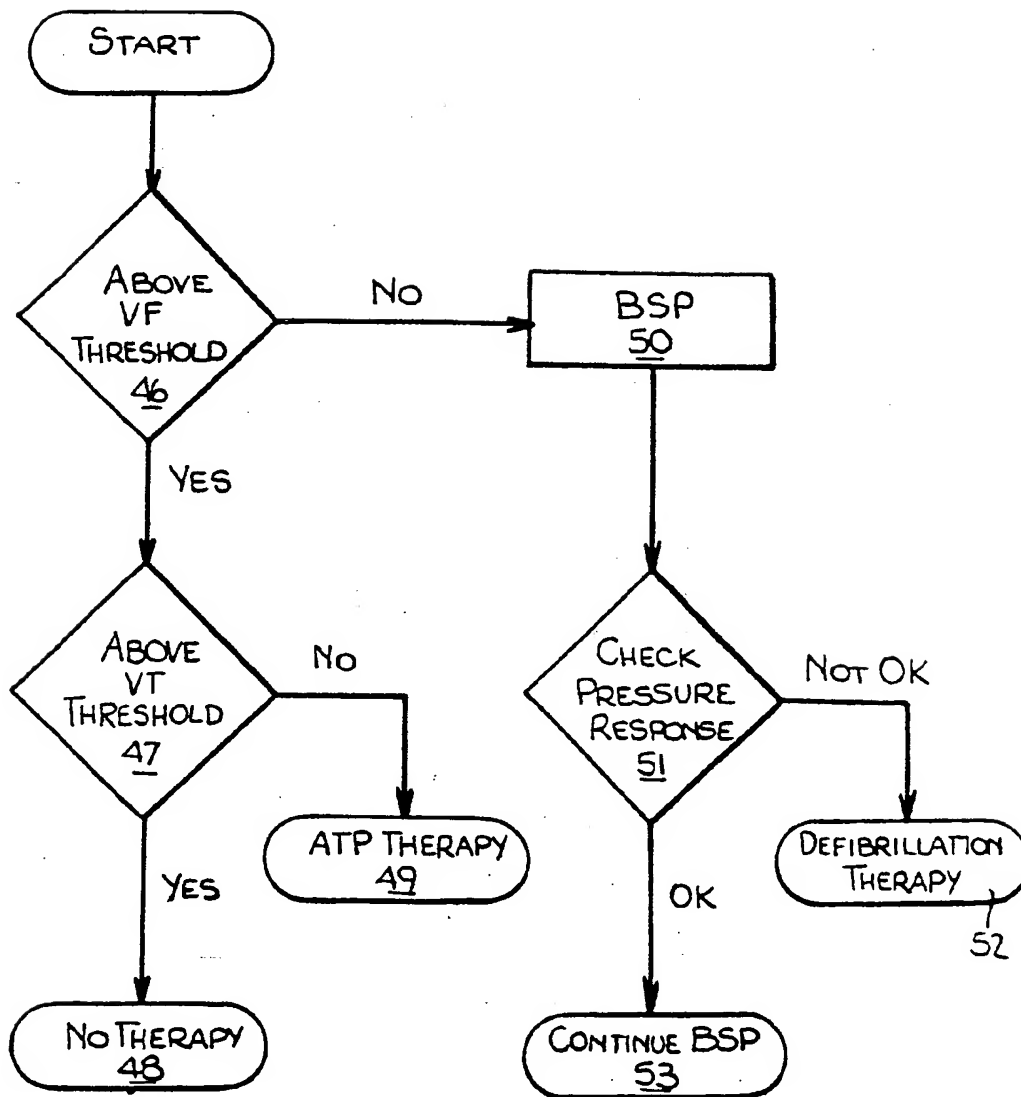 START
ABOVE
VF
THRESHOLD
46
NO
BSP
50
YES
ABOVE
VT
THRESHOLD
47
NO
CHECK
PRESSURE
RESPONSE
51
NOT OK
ATP THERAPY
49
DEFIBRILLATION
THERAPY
52
YES
OK
NO THERAPY
48
CONTINUE BSP
53